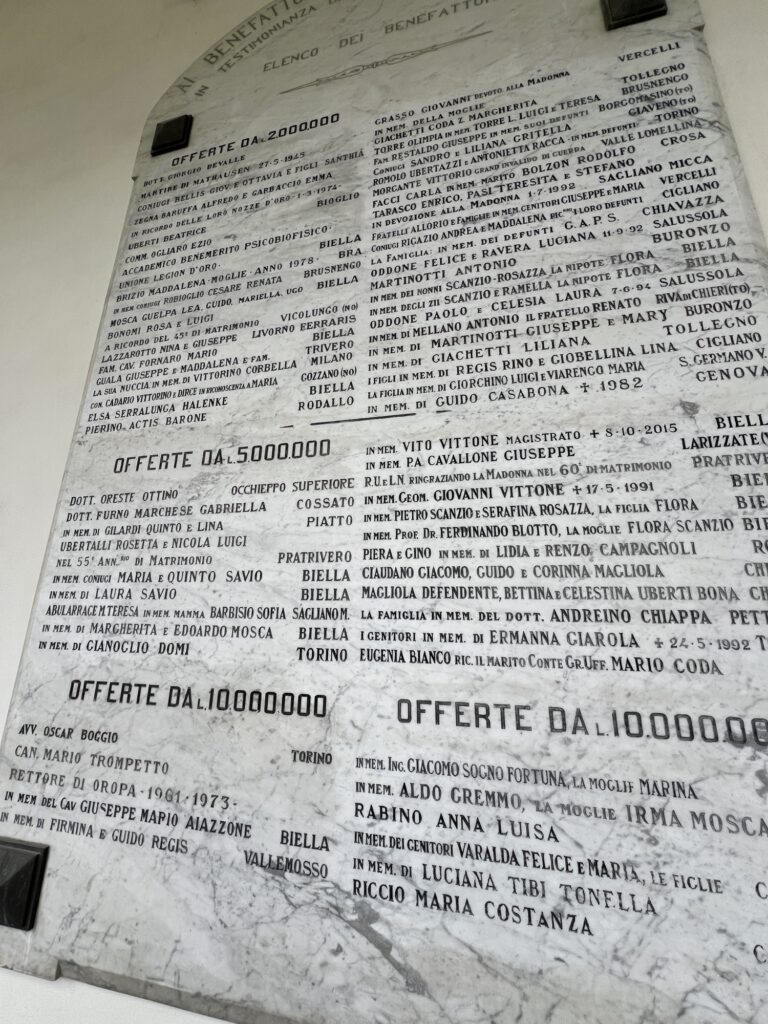 AI BENEFATTO
IN TESTIMONIANZA
ELENCO DEI BENEFATTO
OFFERTE DA L.2.000.000
DOTT. GIORGIO DEVALLE
MARTIRE DI MATHAUSEN 27-5-1945
CONIUGI BELLIS GIOV. E OTTAVIA E FIGLI SANTHIÀ
ZEGNA BARUFFA ALFREDO E GARBACCIO EMMA
IN RICORDO DELLE LORO NOZZE D'ORO-1-3-1974-
UBERTI BEATRICE BIOGLIO
COMM. OGLIARO EZIO
ACCADEMICO BENEMERITO PSICOBIOFISICO-
UNIONE LEGION D'ORO- BIELLA
BRIZIO MADDALENA-MOGLIE-ANNO 1978- BRA
IN MEM. CONIUGI ROBIOGLIO CESARE RENATA BRUSNENGO
MOSCA GUELPA LEA, GUIDO, MARIELLA, UGO BIELLA
BONOMI ROSA E LUIGI
A RICORDO DEL 45º DI MATRIMONIO VICOLUNGO (NO)
LAZZAROTTO NINA E GIUSEPPE LIVORNO FERRARIS
FAM. CAV. FORNARO MARIO BIELLA
GUALA GIUSEPPE E MADDALENA E FAM. TRIVERO
LA SUA NUCCIA IN MEM. DI VITTORINO CORBELLA MILANO
CON. CADARIO VITTORINO E DIRCE IN RICONOSCENZA A MARIA GOZZANO (NO)
ELSA SERRALUNGA HALENKE BIELLA
PIERINO ACTIS BARONE RODALLO
GRASSO GIOVANNI DEVOTO ALLA MADONNA
IN MEM. DELLA MOGLIE VERCELLI
GIACHETTI CODA Z. MARGHERITA TOLLEGNO
TORRE OLIMPIA IN MEM. TORRE L. LUIGI E TERESA BRUSNENGO
FAM. RESTALDO GIUSEPPE IN MEM. SUOI DEFUNTI BORGOMASINO (TO)
CONIUGI SANDRO E LILIANA GRITELLA GIAVENO (TO)
ROMOLO UBERTAZZI E ANTONIETTA RACCA-IN MEM. DEFUNTI- TORINO
MORGANTE VITTORIO GRAND INVALIDO DI GUERRA VALLE LOMELLINA
FACCI CARLA IN MEM. MARITO BOLZON RODOLFO CROSA
TARASCO ENRICO, PASI TERESITA E STEFANO
IN DEVOZIONE ALLA MADONNA 1-7-1992 SAGLIANO MICCA
FRATELLI ALLORIO E FAMIGLIE IN MEM. GENITORI GIUSEPPE E MARIA VERCELLI
CONIUGI RIGAZIO ANDREA E MADDALENA RIC.NO I LORO DEFUNTI CIGLIANO
LA FAMIGLIA: IN MEM. DEI DEFUNTI G.A.P.S. CHIAVAZZA
ODDONE FELICE E RAVERA LUCIANA 11-9-92 SALUSSOLA
MARTINOTTI ANTONIO BURONZO
IN MEM. DEI NONNI SCANZIO-ROSAZZA, LA NIPOTE FLORA BIELLA
IN MEM. DEGLI ZII SCANZIO E RAMELLA LA NIPOTE FLORA BIELLA
ODDONE PAOLO E CELESIA LAURA 7-6-94 SALUSSOLA
IN MEM. DI MELLANO ANTONIO IL FRATELLO RENATO RIVA DI CHIERI (TO)
IN MEM. DI MARTINOTTI GIUSEPPE E MARY BURONZO
IN MEM. DI GIACHETTI LILIANA TOLLEGNO
I FIGLI IN MEM. DI REGIS RINO E GIOBELLINA LINA CIGLIANO
LA FIGLIA IN MEM. DI GIORCHINO LUIGI E VIARENGO MARIA S. GERMANO V.
IN MEM. DI GUIDO CASABONA † 1982 GENOVA
OFFERTE DA L.5.000.000
DOTT. ORESTE OTTINO OCCHIEPPO SUPERIORE
DOTT. FURNO MARCHESE GABRIELLA COSSATO
IN MEM. DI GILARDI QUINTO E LINA PIATTO
UBERTALLI ROSETTA E NICOLA LUIGI
NEL 55º ANN.RIO DI MATRIMONIO PRATRIVERO
IN MEM. CONIUGI MARIA E QUINTO SAVIO BIELLA
IN MEM. DI LAURA SAVIO BIELLA
ABULARRAGE M. TERESA IN MEM. MAMMA BARBISIO SOFIA SAGLIANO M.
IN MEM. DI MARGHERITA E EDOARDO MOSCA BIELLA
IN MEM. DI GIANOGLIO DOMI TORINO
IN MEM. VITO VITTONE MAGISTRATO † 8-10-2015 BIELL
IN MEM. P.A. CAVALLONE GIUSEPPE LARIZZATE (
R.U. E L.N. RINGRAZIANDO LA MADONNA NEL 60º DI MATRIMONIO PRATRIVE
IN MEM. GEOM. GIOVANNI VITTONE † 17-5-1991 BIE
IN MEM. PIETRO SCANZIO E SERAFINA ROSAZZA, LA FIGLIA FLORA BIE
IN MEM. PROF. DR. FERDINANDO BLOTTO, LA MOGLIE FLORA SCANZIO BIE
PIERA E GINO IN MEM. DI LIDIA E RENZO CAMPAGNOLI RO
CIAUDANO GIACOMO, GUIDO E CORINNA MAGLIOLA CHI
MAGLIOLA DEFENDENTE, BETTINA E CELESTINA UBERTI BONA CH
LA FAMIGLIA IN MEM. DEL DOTT. ANDREINO CHIAPPA PETT
I GENITORI IN MEM. DI ERMANNA GIAROLA † 24-5-1992 T
EUGENIA BIANCO RIC. IL MARITO CONTE GR. UFF. MARIO CODA
OFFERTE DA L.10.000.000
AVV. OSCAR BOGGIO TORINO
CAN. MARIO TROMPETTO
RETTORE DI OROPA-1961-1973-
IN MEM DEL CAV GIUSEPPE MARIO AIAZZONE BIELLA
IN MEM. DI FIRMINA E GUIDO REGIS VALLEMOSSO
OFFERTE DA L.10.000.00
IN MEM. ING. GIACOMO SOGNO FORTUNA, LA MOGLIE MARINA
IN MEM. ALDO GREMMO, LA MOGLIE IRMA MOSCA
RABINO ANNA LUISA
IN MEM. DEI GENITORI VARALDA FELICE E MARIA, LE FIGLIE C
IN MEM. DI LUCIANA TIBI TONELLA
RICCIO MARIA COSTANZA C